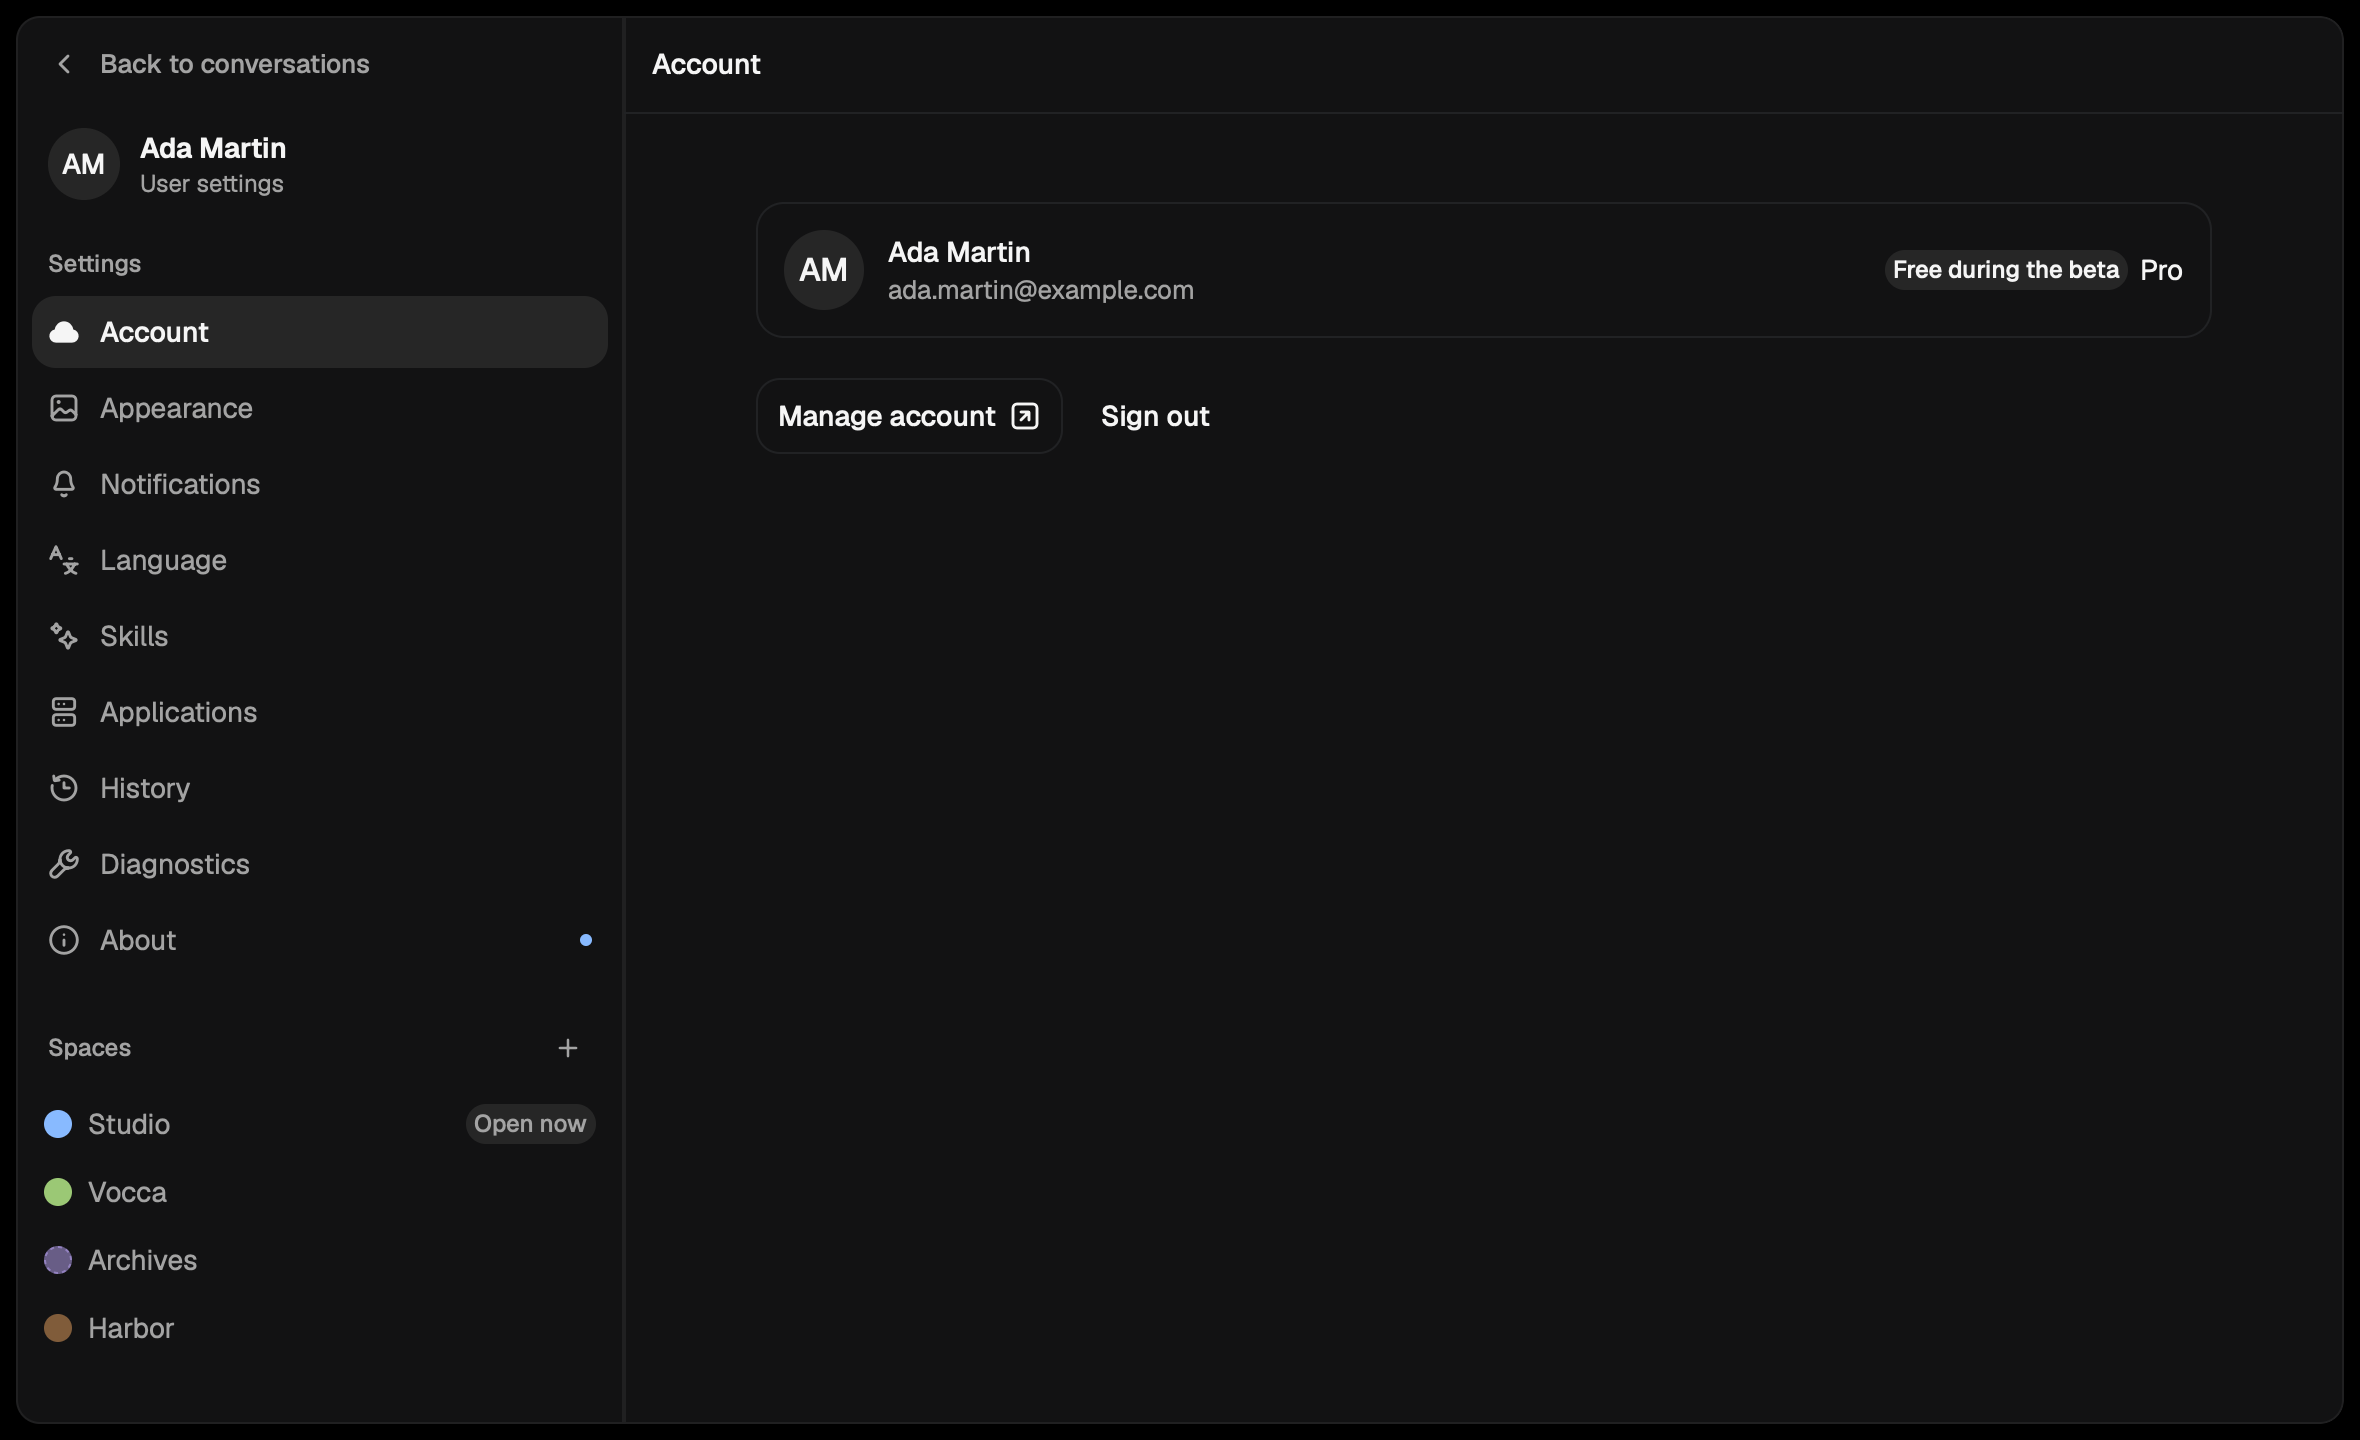 Back to conversations
AM
Ada Martin
User settings
Settings
Account
Appearance
Notifications
Language
Skills
Applications
History
Diagnostics
About
Spaces
Studio
Open now
Vocca
Archives
Harbor
Account
AM
Ada Martin
ada.martin@example.com
Free during the beta
Pro
Manage account
Sign out